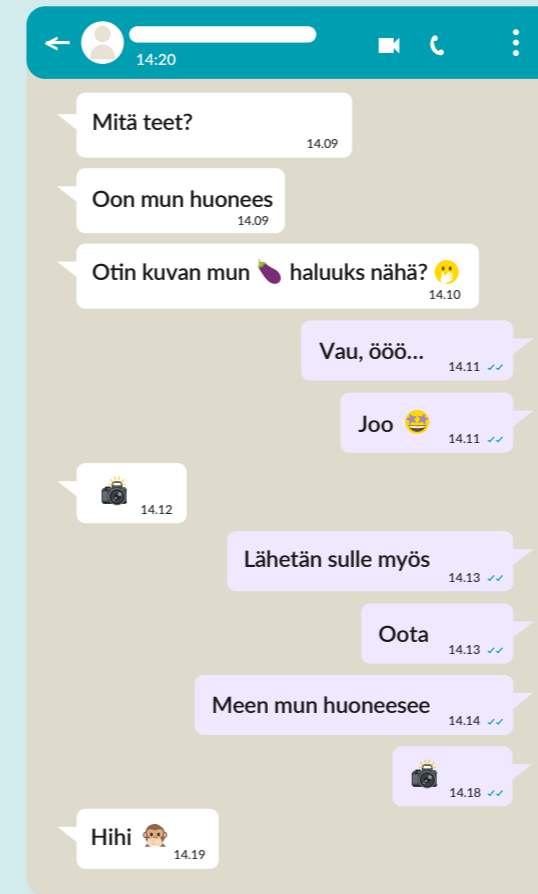 14:20
Mitä teet?
14.09
Oon mun huonees
14.09
Otin kuvan mun 🍆 haluuks nähä? 🤭
14.10
Vau, ööö...
14.11
Joo 🤩
14.11
📸
14.12
Lähetän sulle myös
14.13
Oota
14.13
Meen mun huoneesee
14.14
📸
14.18
Hihi 🙊
14.19